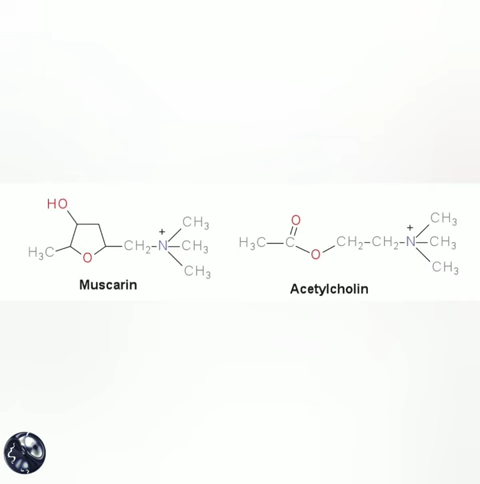 HO
H₃C
O
CH₂
N
+
CH₃
CH₃
CH₃
Muscarin
H₃C
O
O
CH₂
CH₂
N
+
CH₃
CH₃
CH₃
Acetylcholin